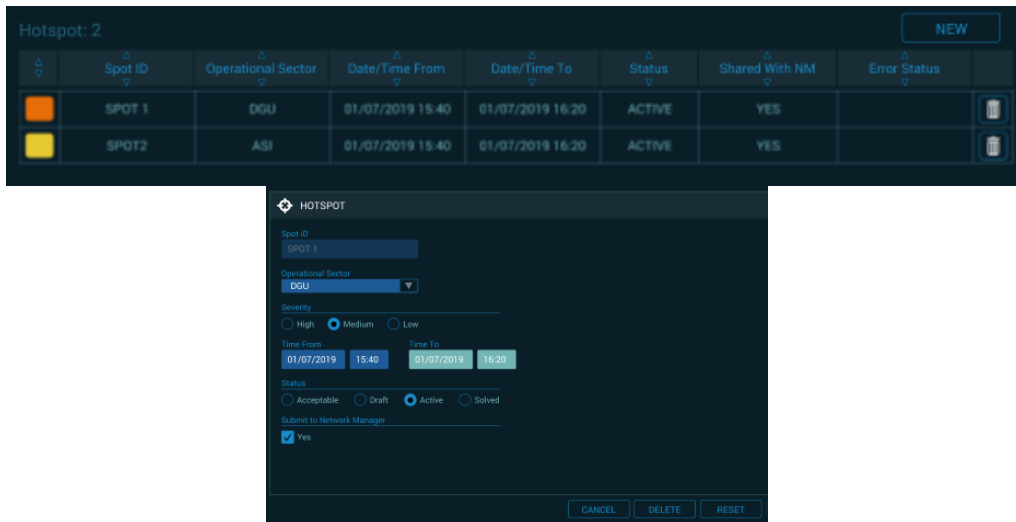 Hotspot: 2 NEW
Spot ID Operational Sector Date/Time From Date/Time To Status Shared With NM Error Status
SPOT 1 DGU 01/07/2019 15:40 01/07/2019 16:20 ACTIVE YES
SPOT2 ASI 01/07/2019 15:40 01/07/2019 16:20 ACTIVE YES
HOTSPOT
Spot ID
SPOT 1
Operational Sector
DGU
Severity
High Medium Low
Time From Time To
01/07/2019 15:40 01/07/2019 16:20
Status
Acceptable Draft Active Solved
Submit to Network Manager
Yes
CANCEL DELETE RESET